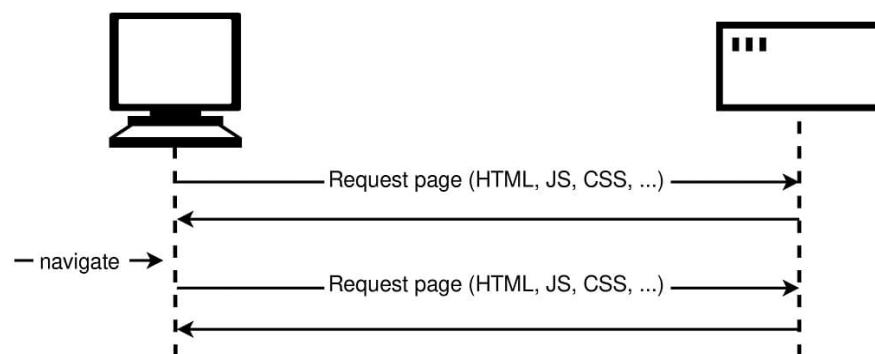 Request page (HTML, JS, CSS, ...)
navigate
Request page (HTML, JS, CSS, ...)